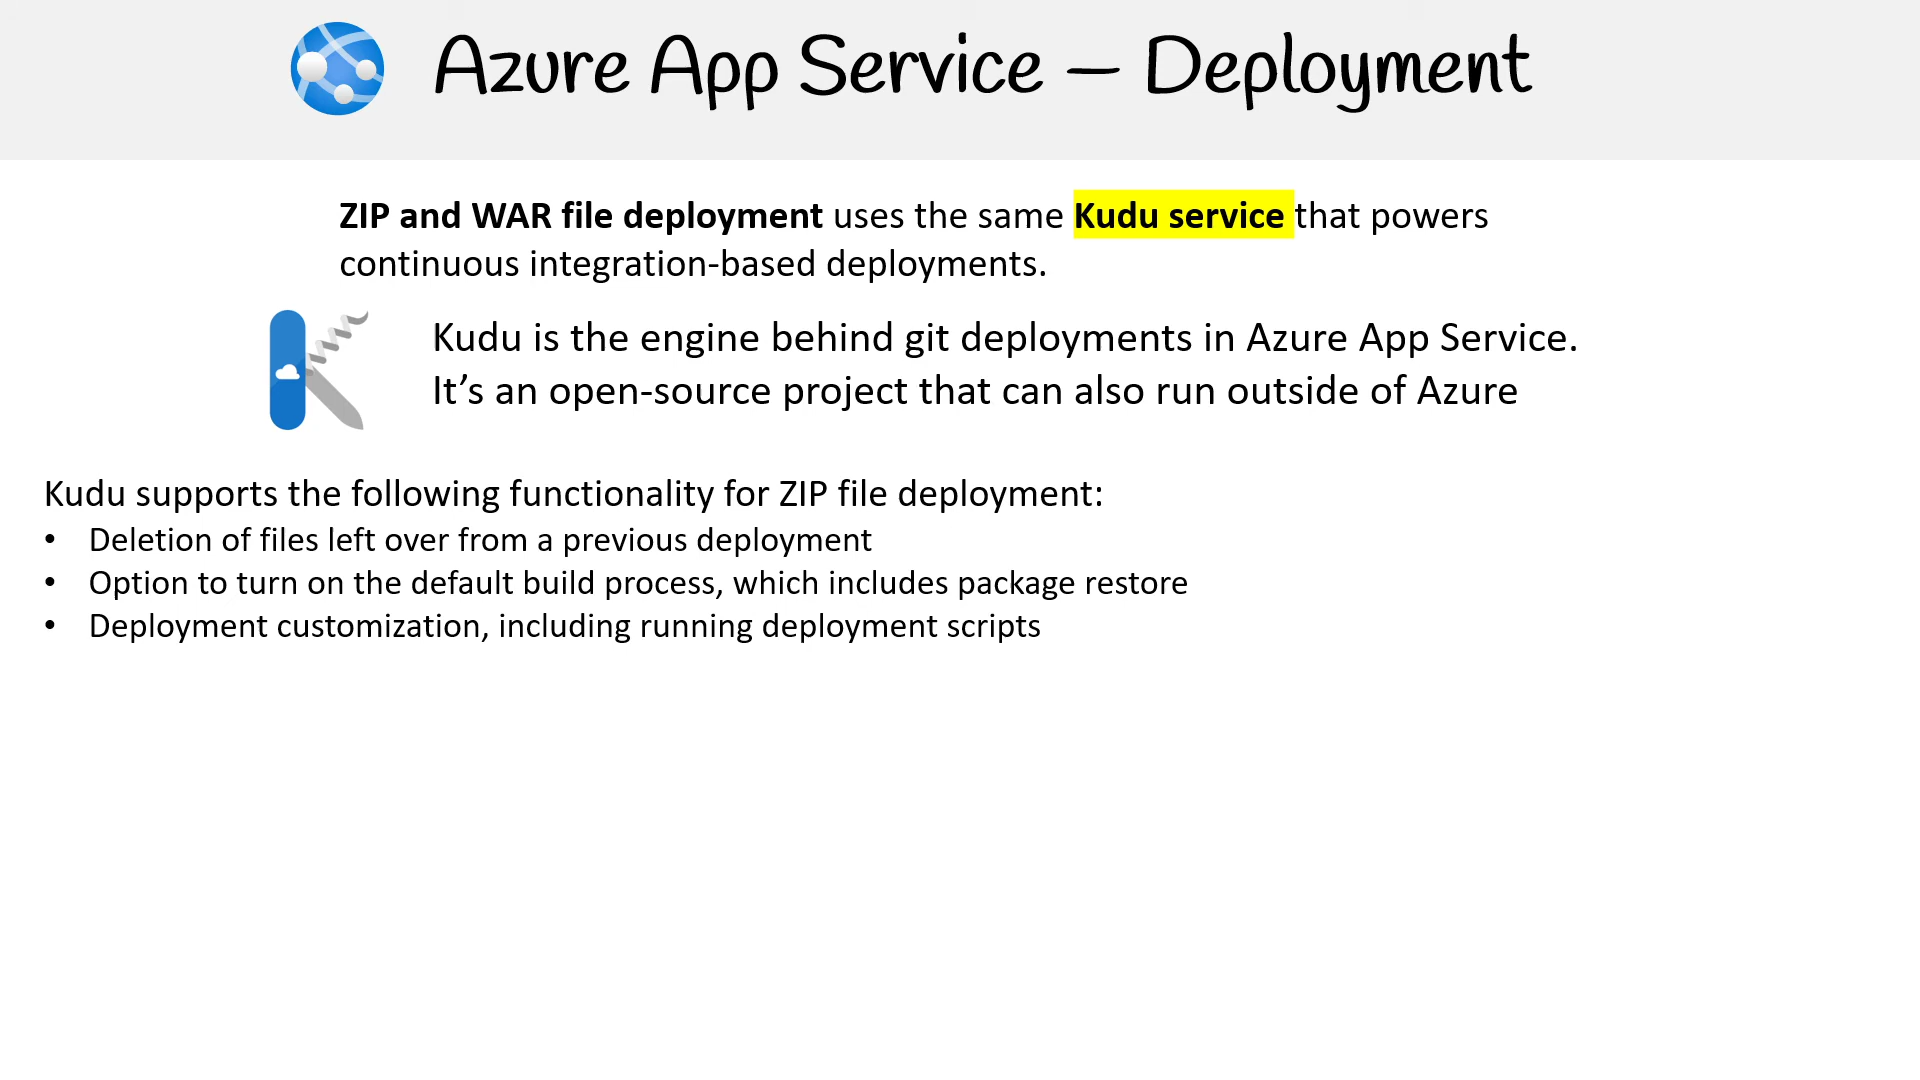 Azure App Service – Deployment
ZIP and WAR file deployment uses the same Kudu service that powers
continuous integration-based deployments.
Kudu is the engine behind git deployments in Azure App Service.
It’s an open-source project that can also run outside of Azure
Kudu supports the following functionality for ZIP file deployment:
• Deletion of files left over from a previous deployment
• Option to turn on the default build process, which includes package restore
• Deployment customization, including running deployment scripts